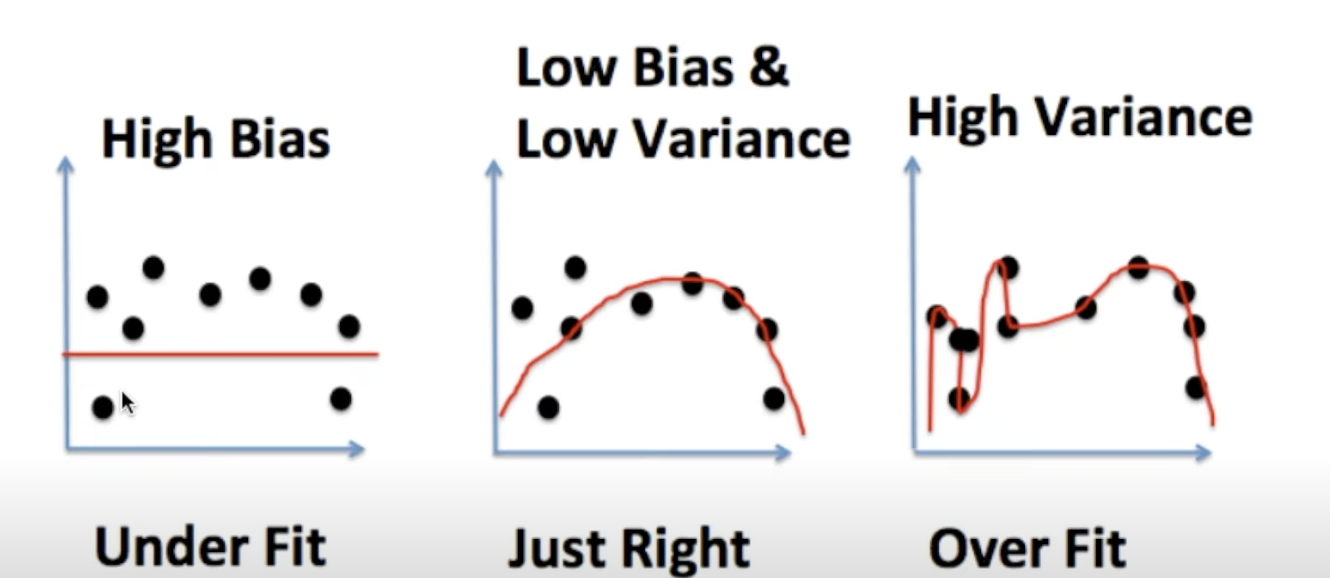 High Bias
Low Bias &
Low Variance
High Variance
Under Fit
Just Right
Over Fit